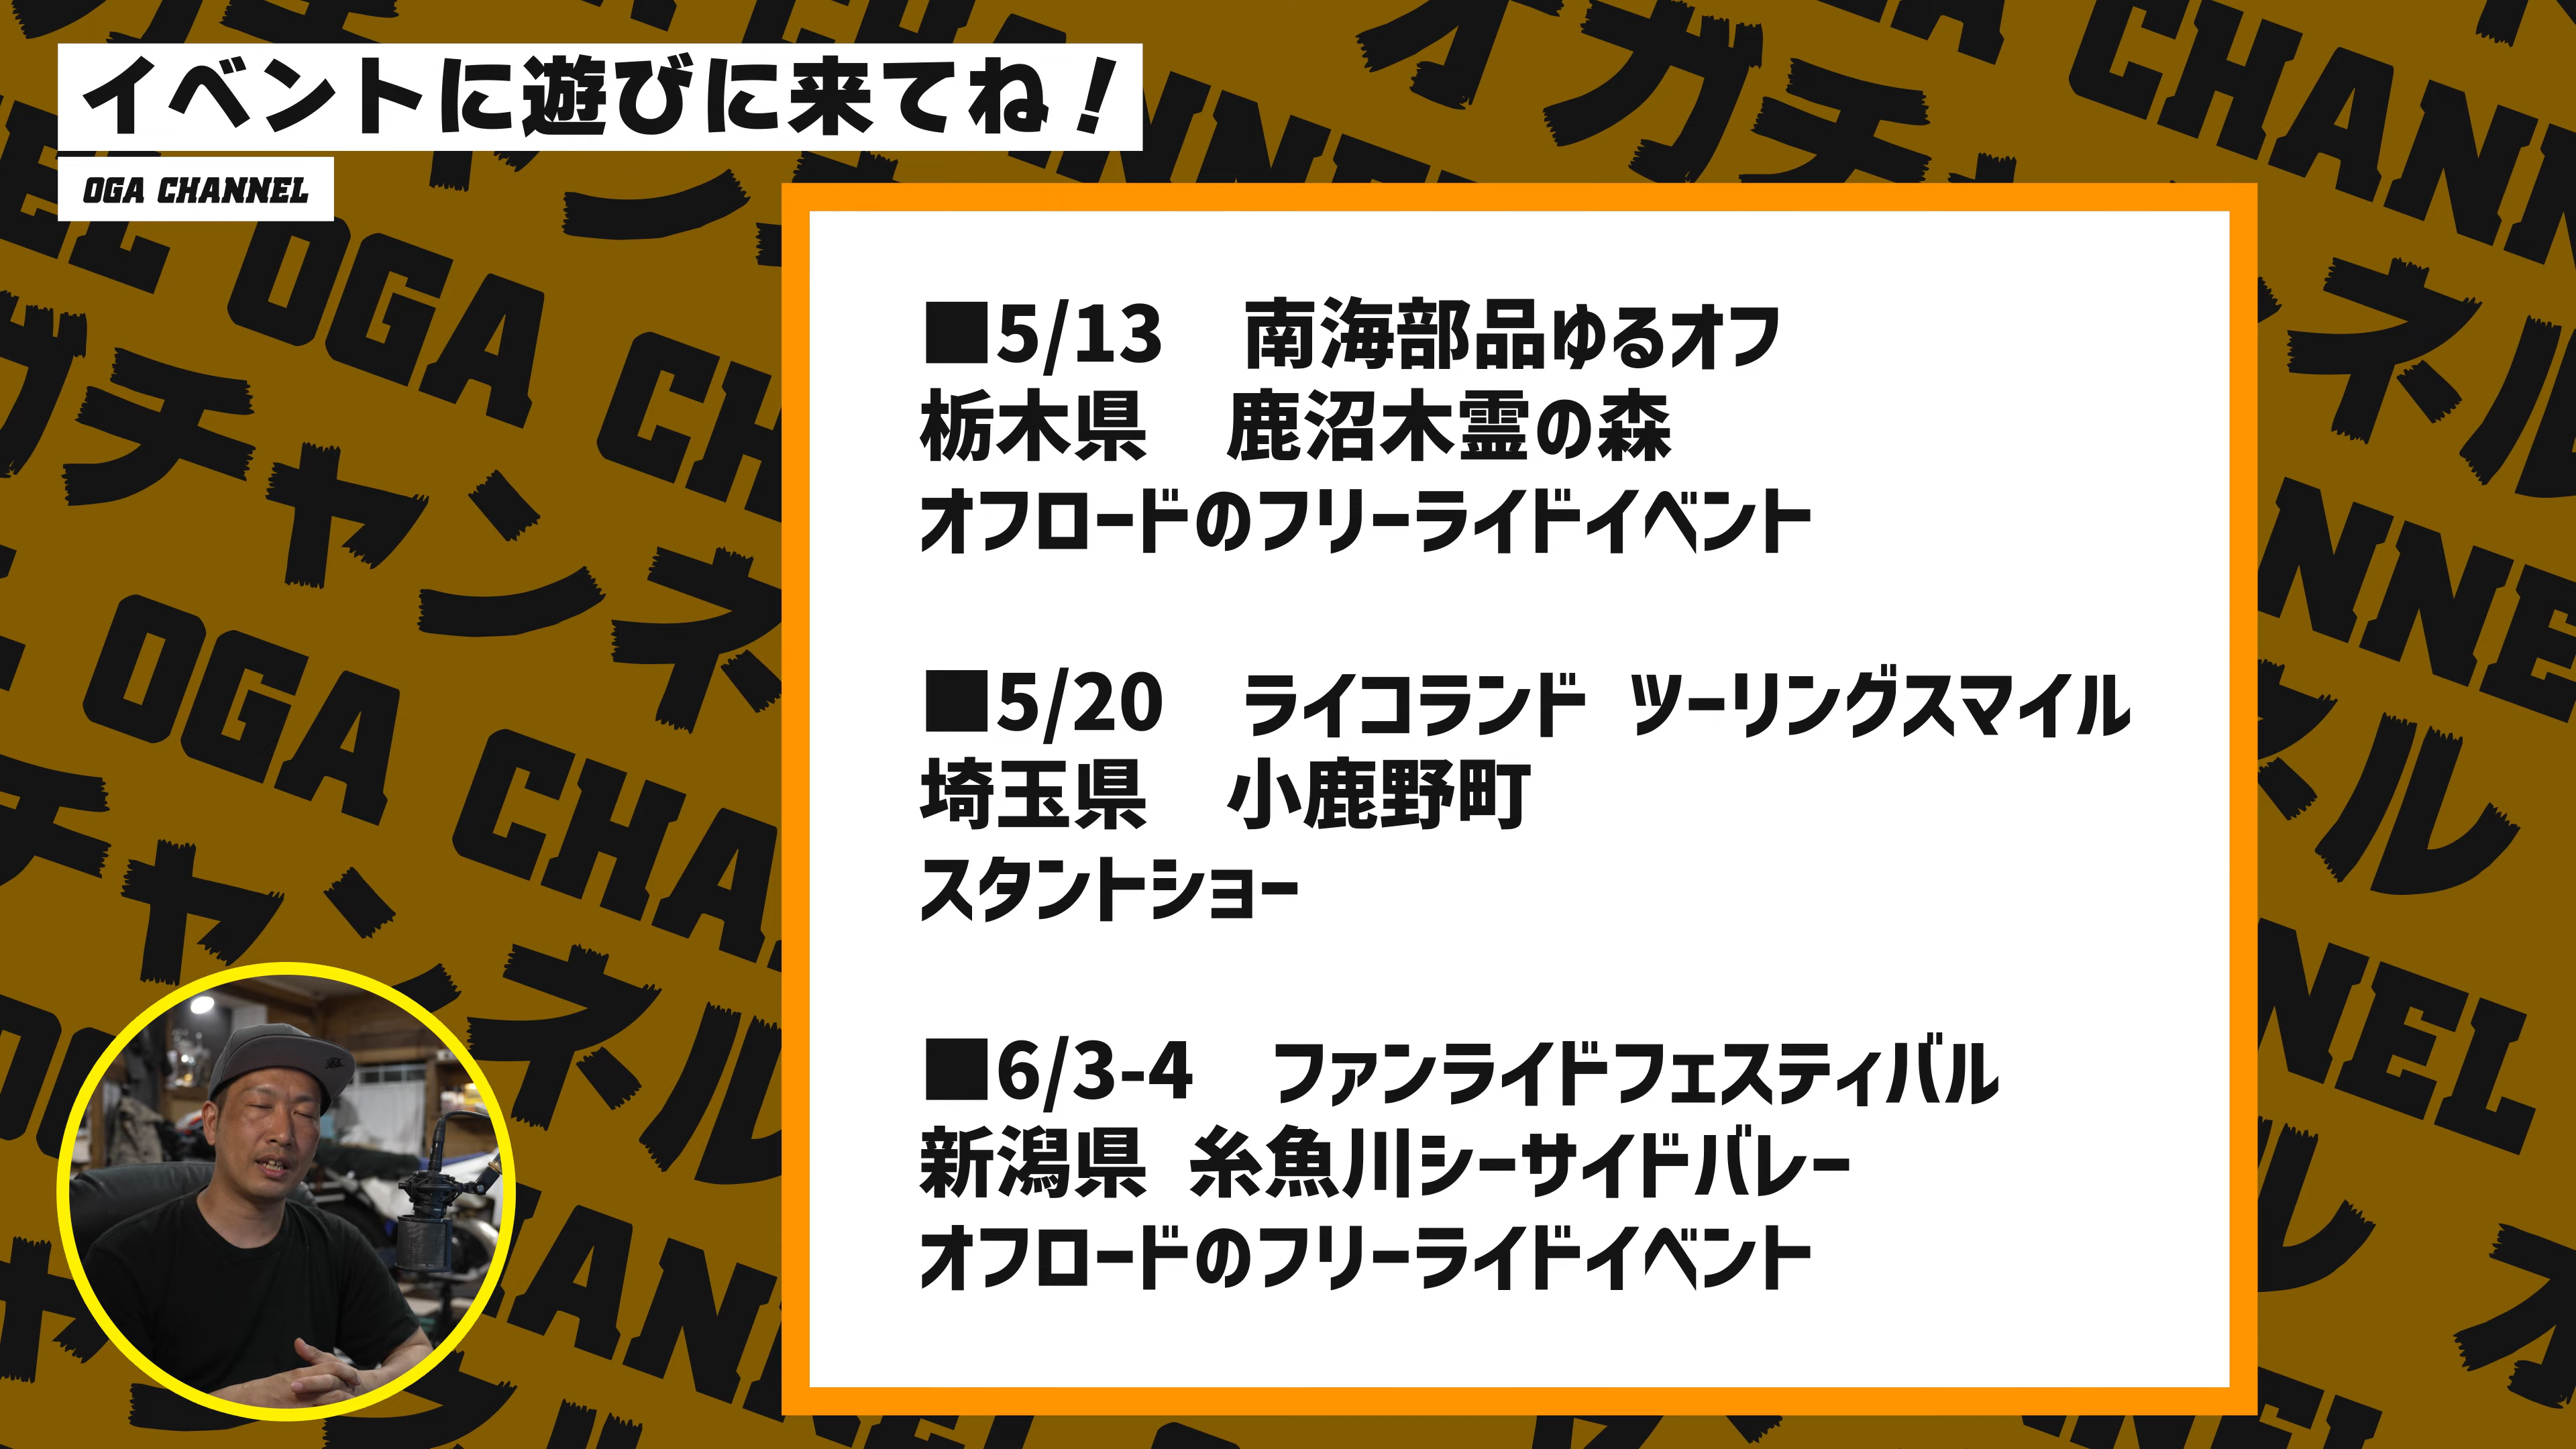 イベントに遊びに来てね！
OGA CHANNEL
■5/13　南海部品ゆるオフ
栃木県　鹿沼木霊の森
オフロードのフリーライドイベント
■5/20　ライコランド ツーリングスマイル
埼玉県　小鹿野町
スタントショー
■6/3-4　ファンライドフェスティバル
新潟県 糸魚川シーサイドバレー
オフロードのフリーライドイベント